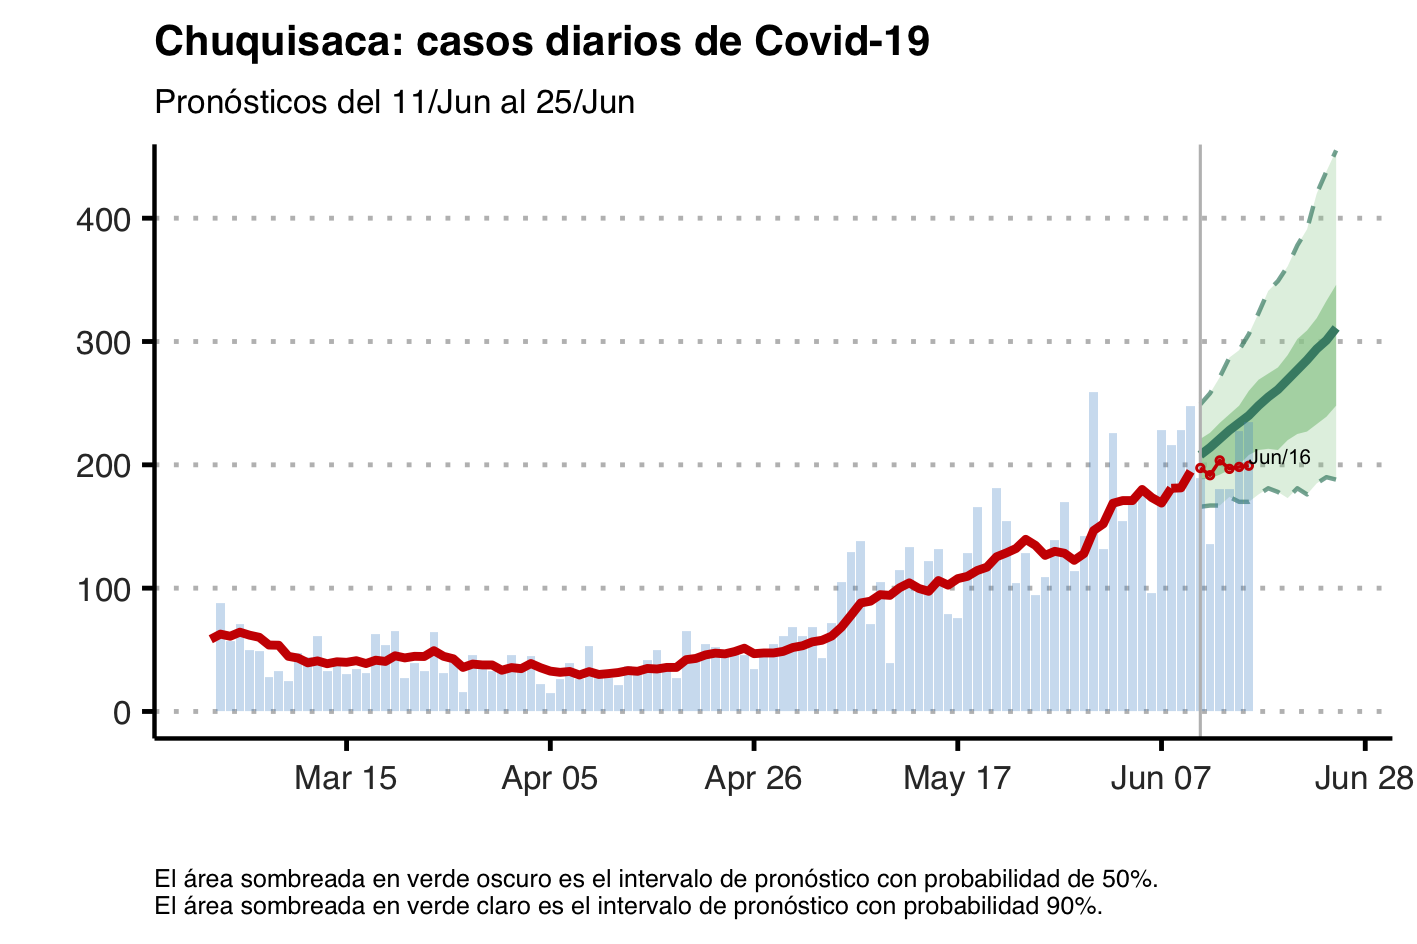 Chuquisaca: casos diarios de Covid-19
Pronósticos del 11/Jun al 25/Jun
400
300
200
100
0
Jun/16
Mar 15
Apr 05
Apr 26
May 17
Jun 07
Jun 28
El área sombreada en verde oscuro es el intervalo de pronóstico con probabilidad de 50%.
El área sombreada en verde claro es el intervalo de pronóstico con probabilidad 90%.